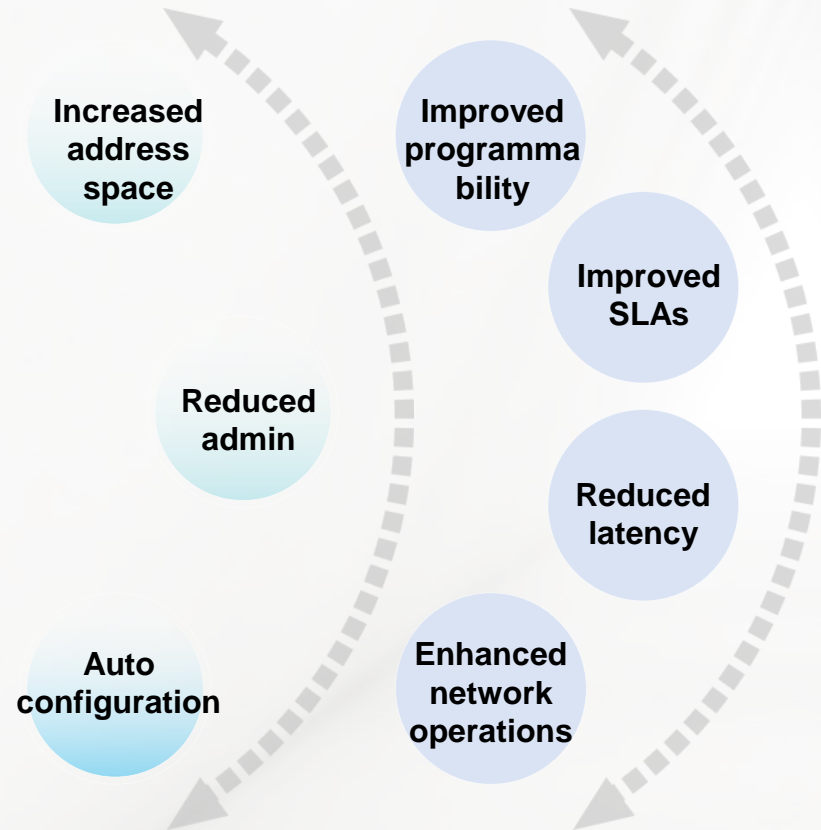 Increased
address
space
Reduced
admin
Auto
configuration
Improved
programma
bility
Improved
SLAs
Reduced
latency
Enhanced
network
operations